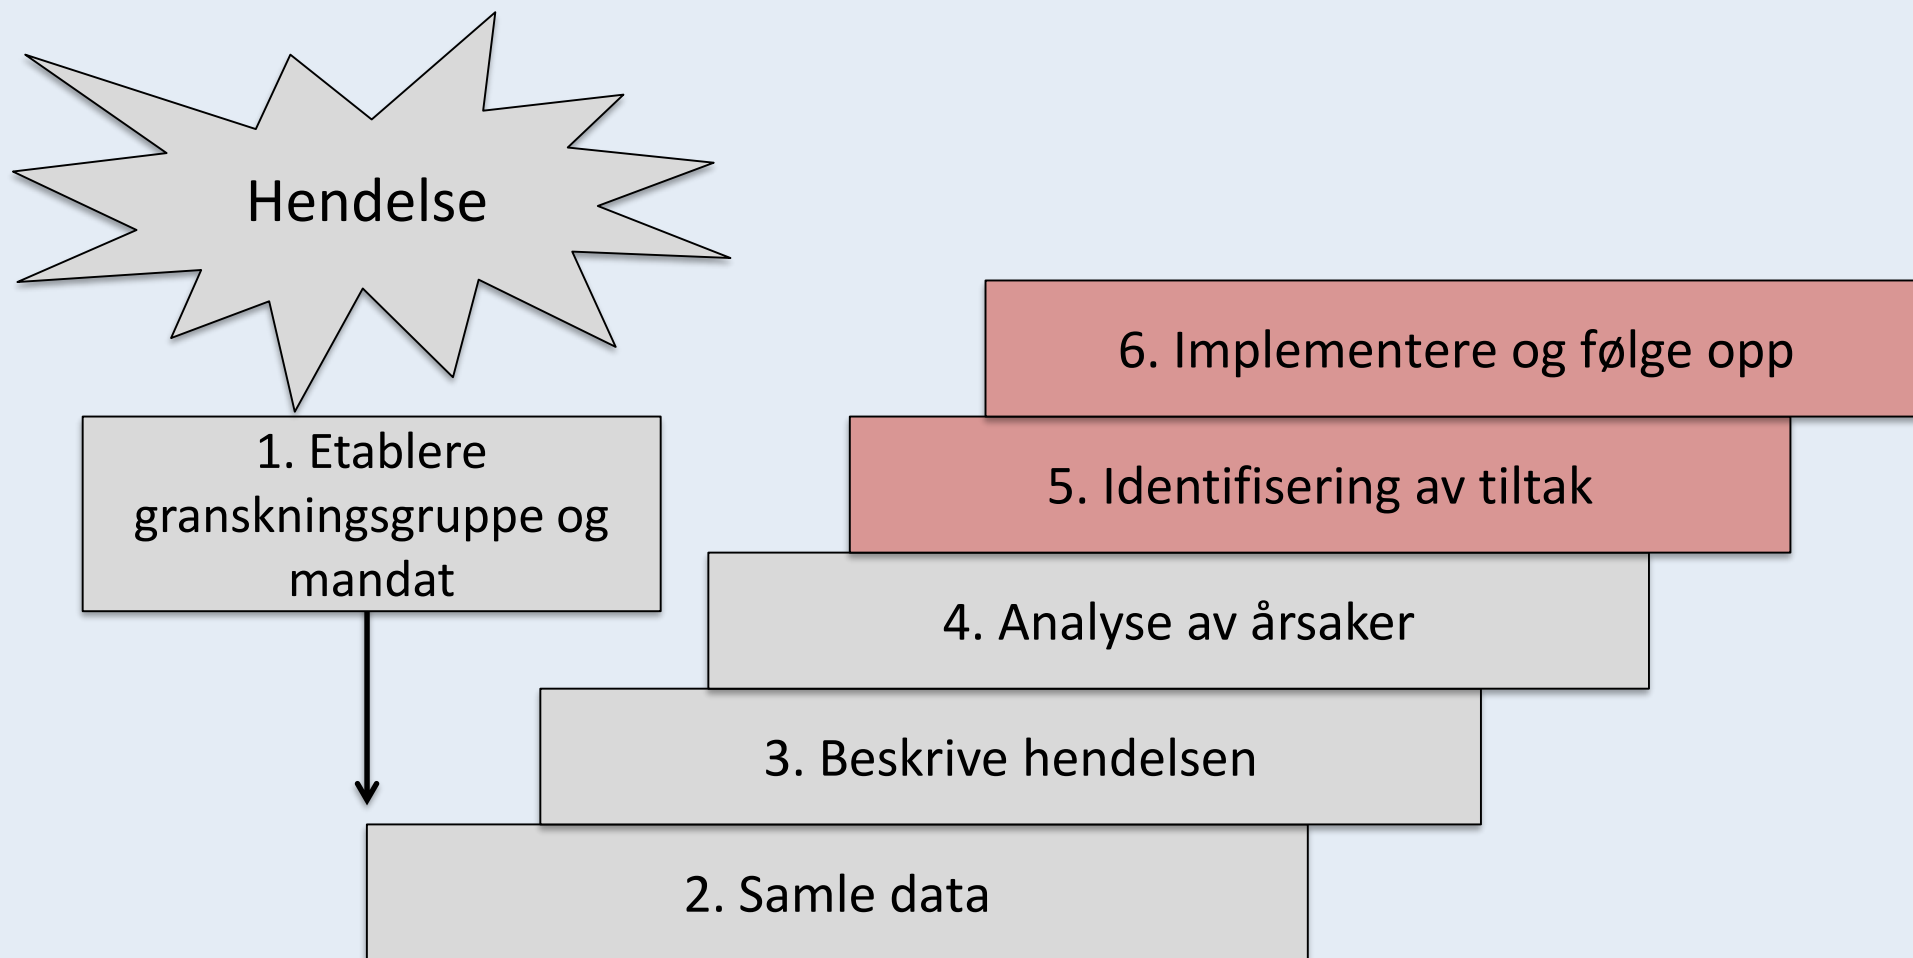 Hendelse
1. Etablere
granskningsgruppe og
mandat
6. Implementere og følge opp
5. Identifisering av tiltak
4. Analyse av årsaker
3. Beskrive hendelsen
2. Samle data